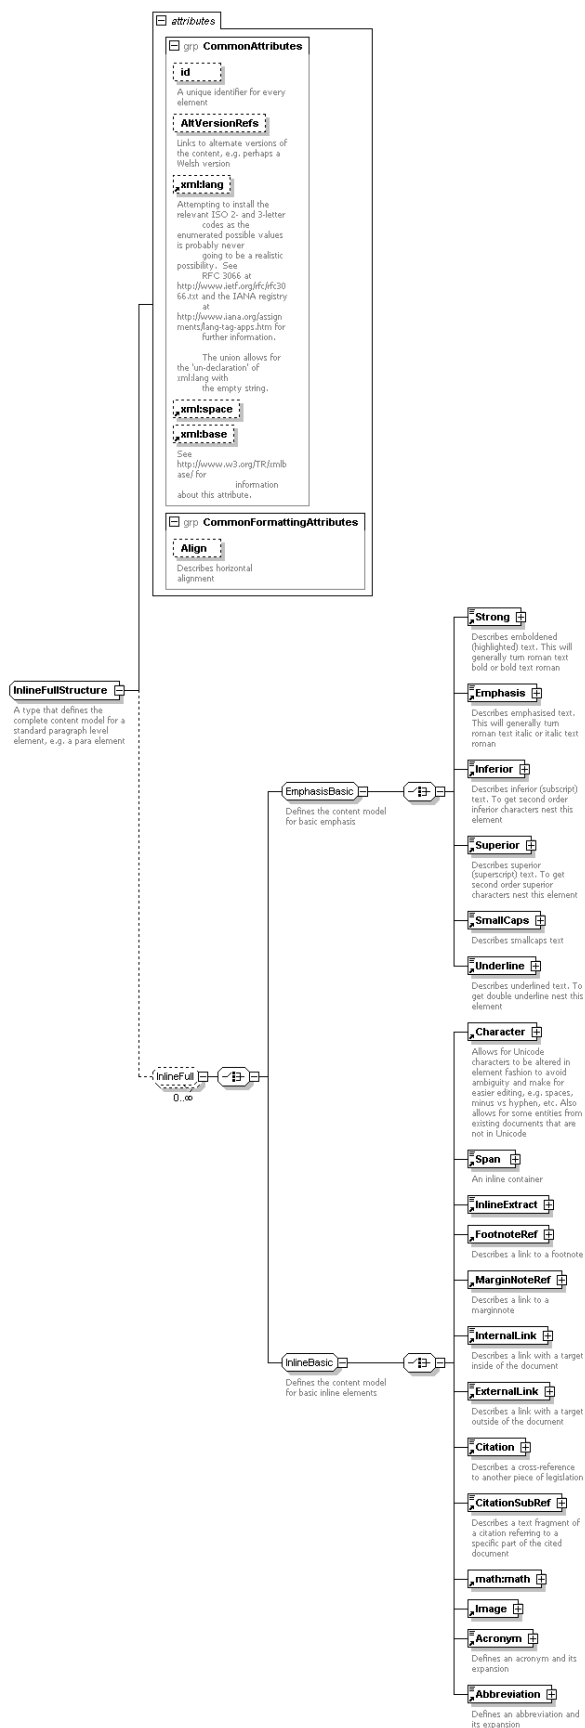 attributes
grp CommonAttributes
id
A unique identifier for every
element
AltVersionRefs
Links to alternate versions of
the content, e.g. perhaps a
Welsh version
xml:lang
Attempting to install the
relevant ISO 2- and 3-letter
codes as the
enumerated possible values
is probably never
going to be a realistic
possibility. See
RFC 3066 at
http://www.ietf.org/rfc/rfc30
66.txt and the IANA registry
at
http://www.iana.org/assign
ments/lang-tag-apps.htm for
further information.
The union allows for
the 'un-declaration' of
xml:lang with
the empty string.
xml:space
xml:base
See
http://www.w3.org/TR/xmlb
ase/ for
information
about this attribute.
grp CommonFormattingAttributes
Align
Describes horizontal
alignment
InlineFullStructure
A type that defines the
complete content model for a
standard paragraph level
element, e.g. a para element
InlineFull
0..∞
EmphasisBasic
Defines the content model
for basic emphasis
Strong
Describes emboldened
(highlighted) text. This will
generally turn roman text
bold or bold text roman
Emphasis
Describes emphasised text.
This will generally turn
roman text italic or italic text
roman
Inferior
Describes inferior (subscript)
text. To get second order
inferior characters nest this
element
Superior
Describes superior
(superscript) text. To get
second order superior
characters nest this element
SmallCaps
Describes smallcaps text
Underline
Describes underlined text. To
get double underline nest this
element
InlineBasic
Defines the content model
for basic inline elements
Character
Allows for Unicode
characters to be altered in
element fashion to avoid
ambiguity and make for
easier editing, e.g. spaces,
minus vs hyphen, etc. Also
allows for some entities from
existing documents that are
not in Unicode
Span
An inline container
InlineExtract
FootnoteRef
Describes a link to a footnote
MarginNoteRef
Describes a link to a
marginnote
InternalLink
Describes a link with a target
inside of the document
ExternalLink
Describes a link with a target
outside of the document
Citation
Describes a cross-reference
to another piece of legislation
CitationSubRef
Describes a text fragment of
a citation referring to a
specific part of the cited
document
math:math
Image
Acronym
Defines an acronym and its
expansion
Abbreviation
Defines an abbreviation and
its expansion